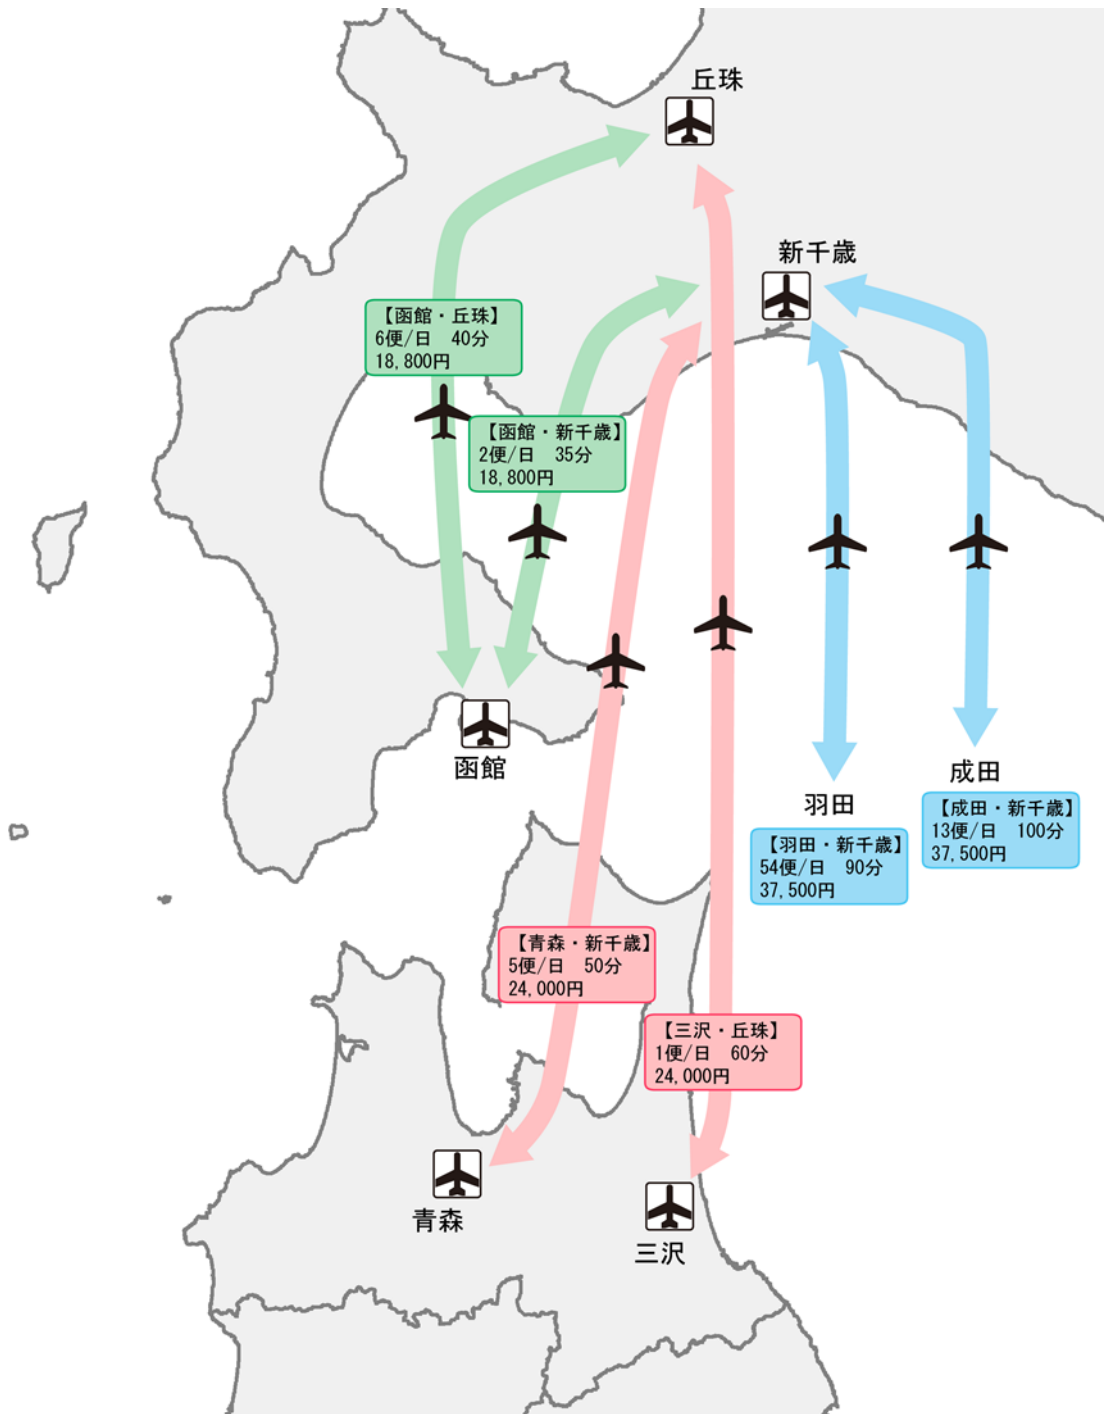 丘珠
新千歳
【函館・丘珠】
6便/日 40分
18,800円
【函館・新千歳】
2便/日 35分
18,800円
函館
成田
【成田・新千歳】
13便/日 100分
37,500円
羽田
【羽田・新千歳】
54便/日 90分
37,500円
【青森・新千歳】
5便/日 50分
24,000円
【三沢・丘珠】
1便/日 60分
24,000円
青森
三沢